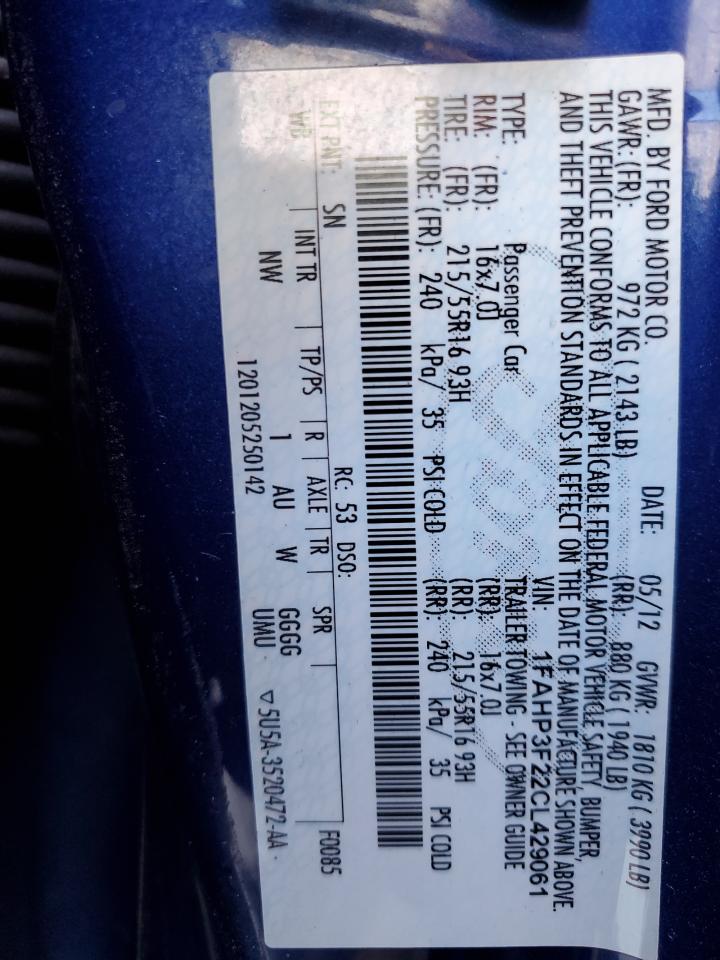 MFD. BY FORD MOTOR CO.
DATE: 05/12 GVWR: 1810 KG ( 3990 LB)
GAWR: (FR): 972 KG ( 2143 LB) (RR): 880 KG ( 1940 LB)
THIS VEHICLE CONFORMS TO ALL APPLICABLE FEDERAL MOTOR VEHICLE SAFETY, BUMPER,
AND THEFT PREVENTION STANDARDS IN EFFECT ON THE DATE OF MANUFACTURE SHOWN ABOVE.
VIN: 1FAHP3F22CL429061
TYPE: Passenger Car TRAILER TOWING - SEE OWNER GUIDE
RIM: (FR): 16x7.0J (RR): 16x7.0J
TIRE: (FR): 215/55R16 93H (RR): 215/55R16 93H
PRESSURE: (FR): 240 kPa/ 35 PSI COLD (RR): 240 kPa/ 35 PSI COLD
EXT PNT: SN RC: 53 DSO: F0085
WB INT TR TP/PS R AXLE TR SPR
NW 1 AU W GGGG
1201205250142 UMU ▽5U5A-3520472-AA